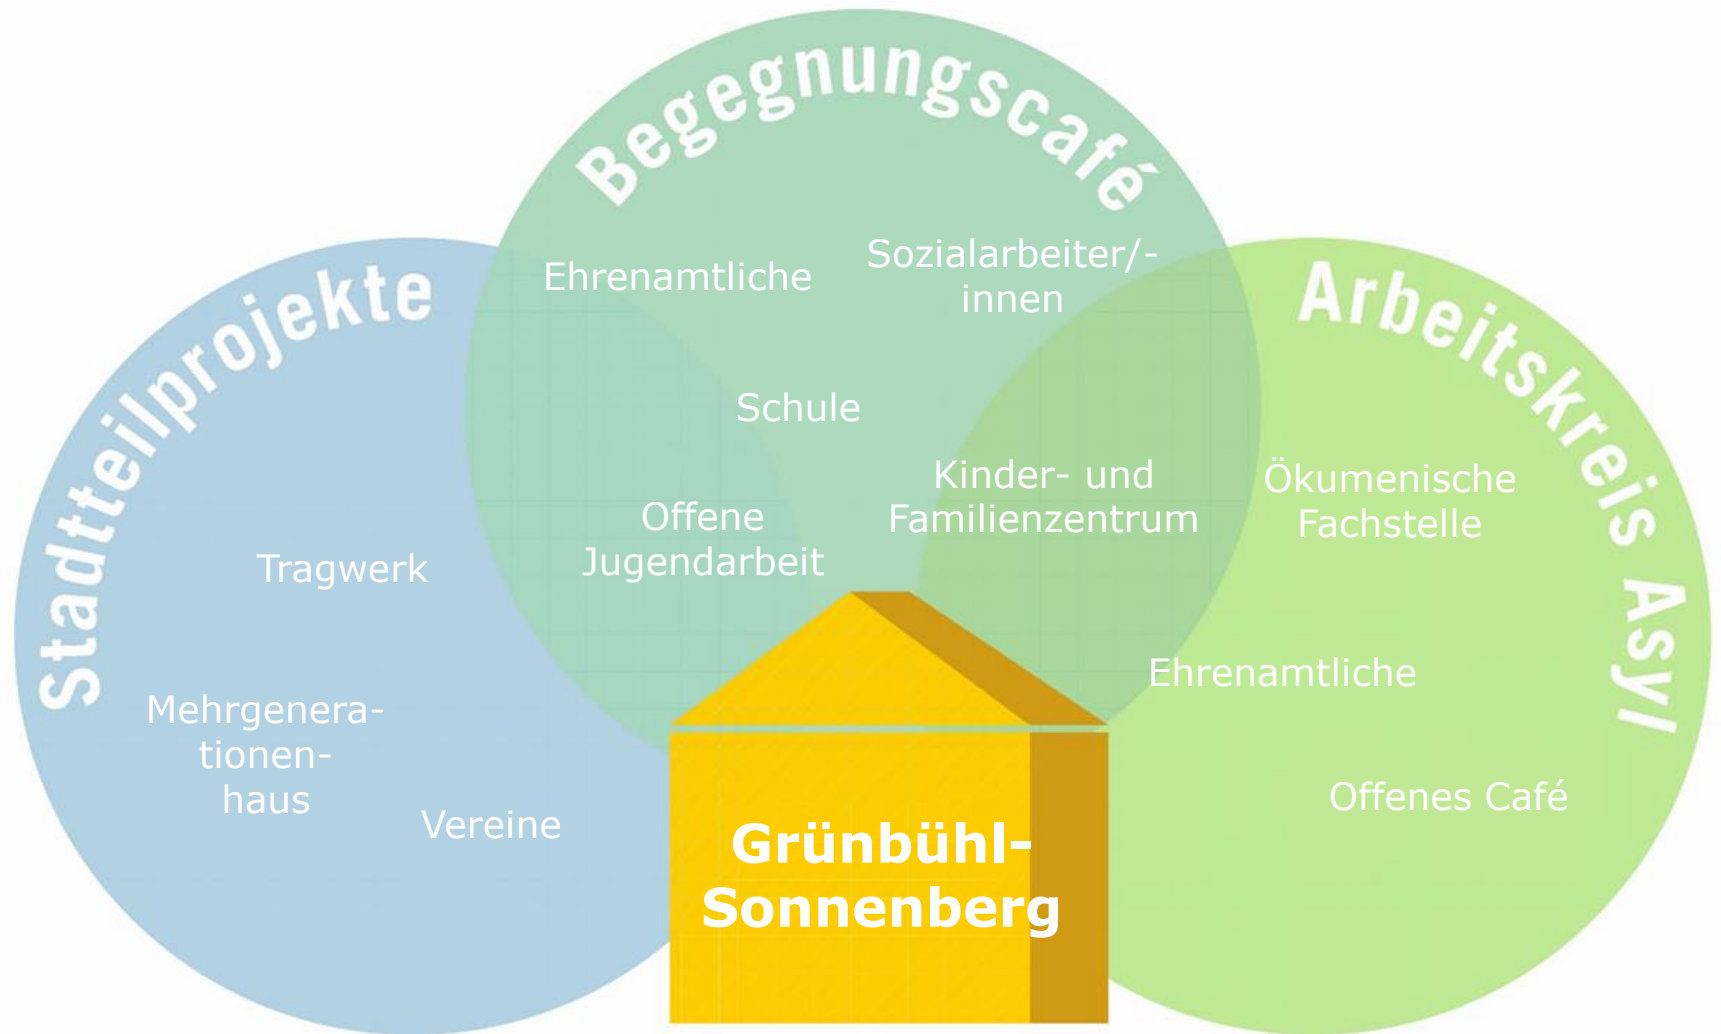 Begegnungscafé
Stadtteilprojekte
Arbeitskreis Asyl
Ehrenamtliche
Sozialarbeiter/-
innen
Schule
Offene
Jugendarbeit
Kinder- und
Familienzentrum
Ökumenische
Fachstelle
Tragwerk
Mehrgenera-
tionen-
haus
Vereine
Ehrenamtliche
Offenes Café
Grünbühl-
Sonnenberg